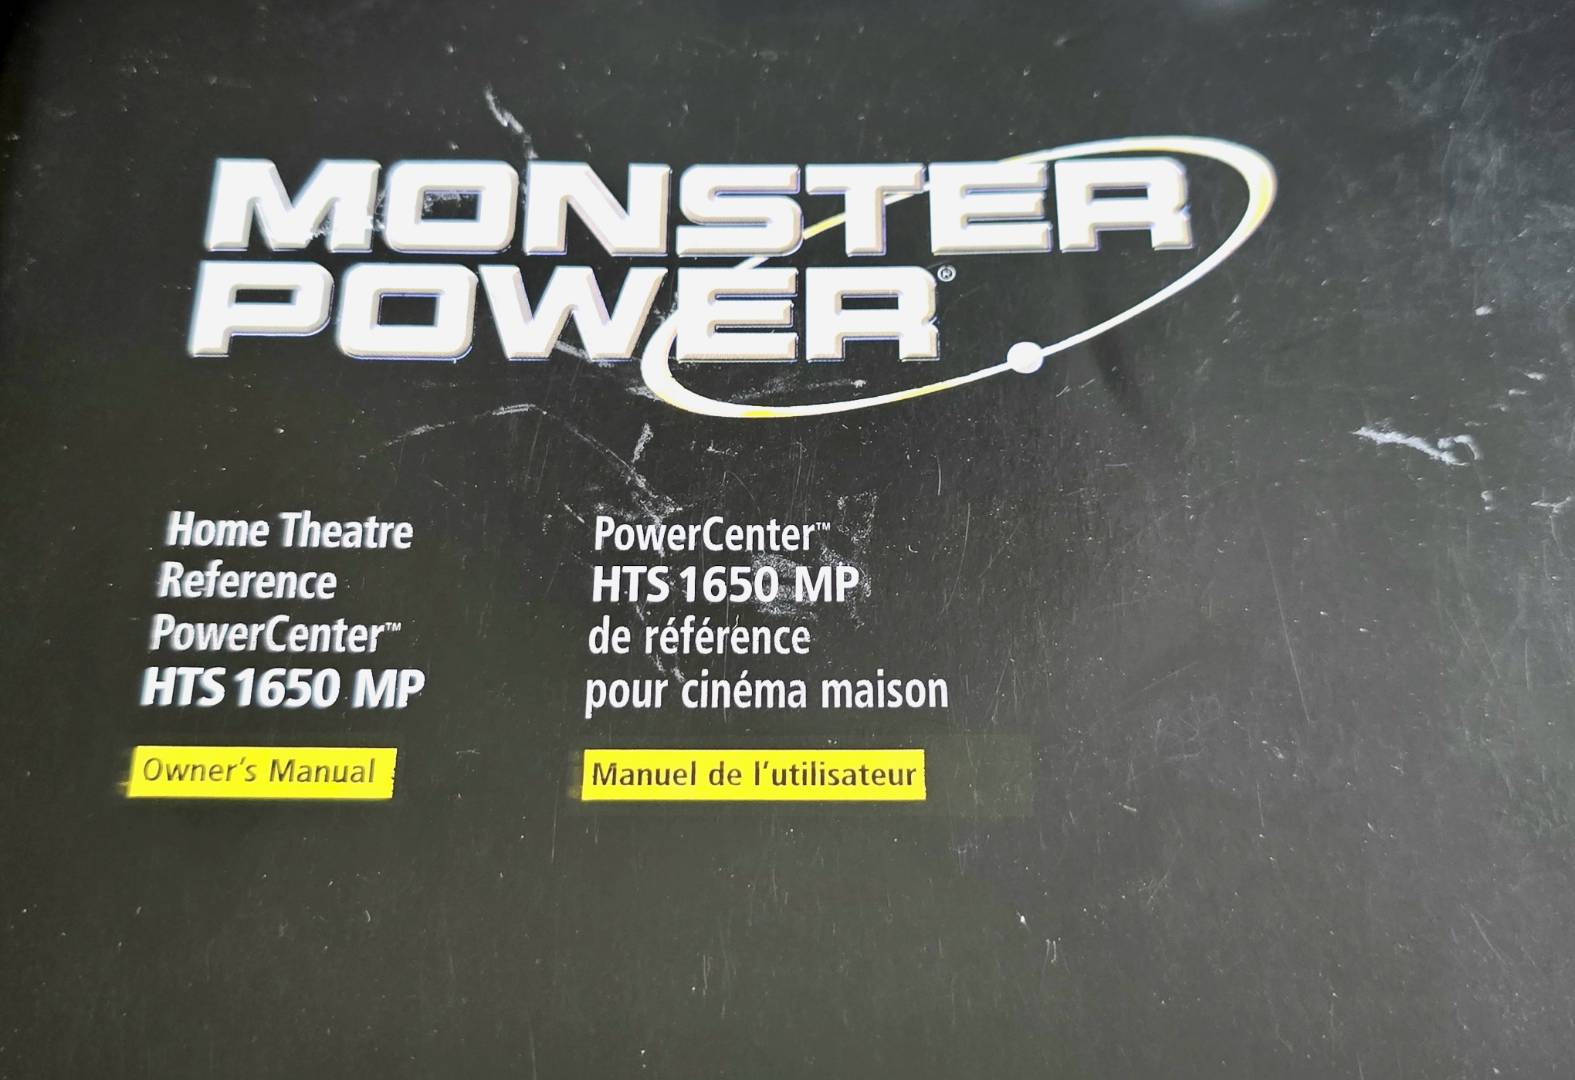 MONSTER
POWER®
Home Theatre
Reference
PowerCenter™
HTS 1650 MP
Owner's Manual
PowerCenter™
HTS 1650 MP
de référence
pour cinéma maison
Manuel de l'utilisateur